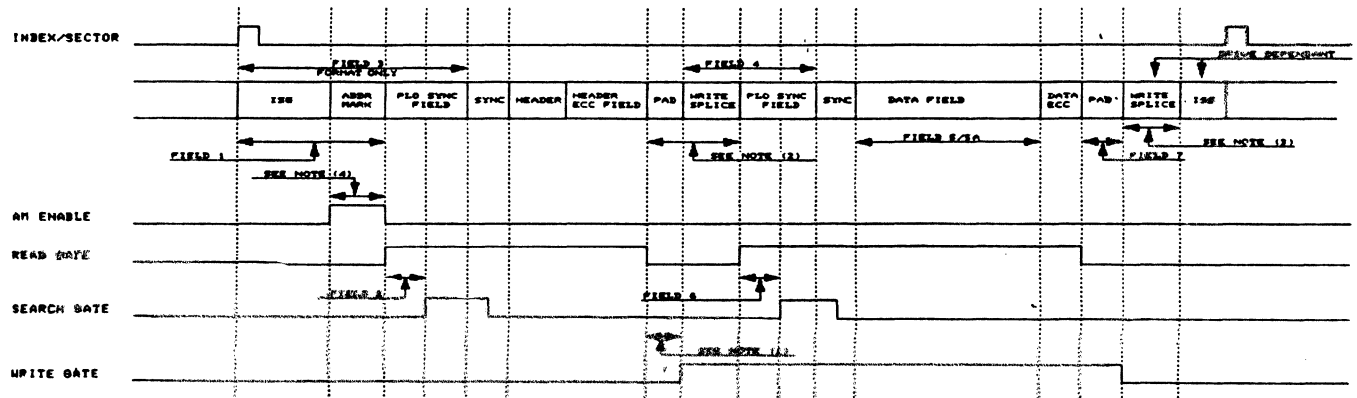 INDEX/SECTOR
FIELD 3
FORMAT ONLY
FIELD 4
DRIVE DEPENDANT
ISG
ADDR
MARK
PLO SYNC
FIELD
SYNC
HEADER
HEADER
ECC FIELD
PAD
WRITE
SPLICE
PLO SYNC
FIELD
SYNC
DATA FIELD
DATA
ECC
PAD
WRITE
SPLICE
ISG
FIELD 1
SEE NOTE (2)
FIELD 5/5A
FIELD 7
SEE NOTE (3)
SEE NOTE (4)
AM ENABLE
READ GATE
FIELD
FIELD 6
SEARCH GATE
SEE NOTE (1)
WRITE GATE